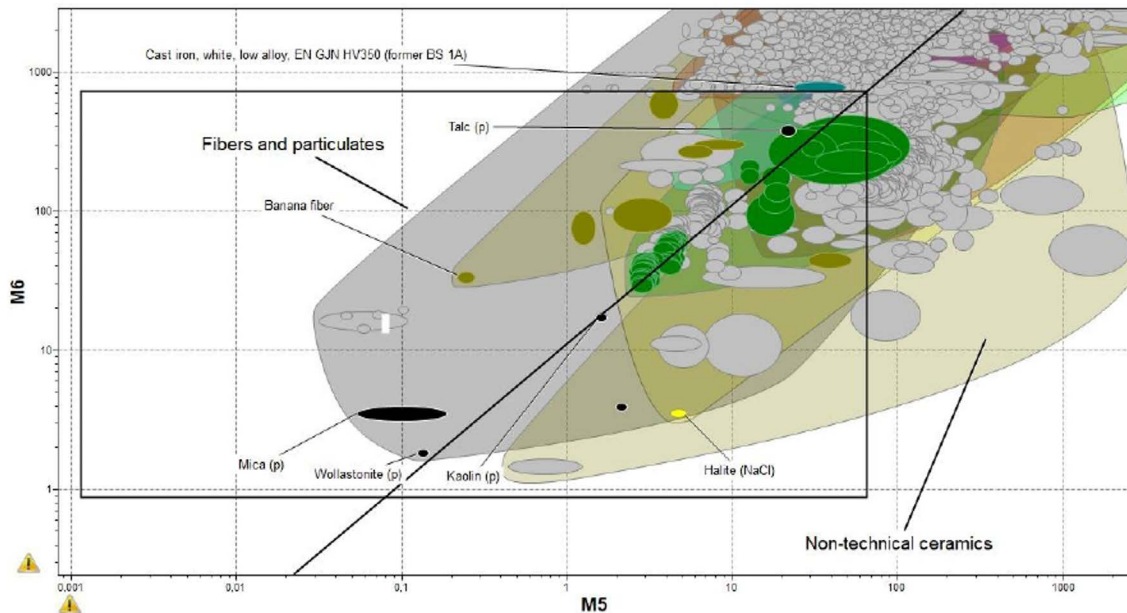 Cast iron, white, low alloy, EN GJN HV350 (former BS 1A)
1000
Talc (p)
Fibers and particulates
Banana fiber
100
M6
10
Mica (p)
Wollastonite (p)
Kaolin (p)
Halite (NaCl)
1
Non-technical ceramics
0,001
0,01
0,1
1
10
100
1000
M5